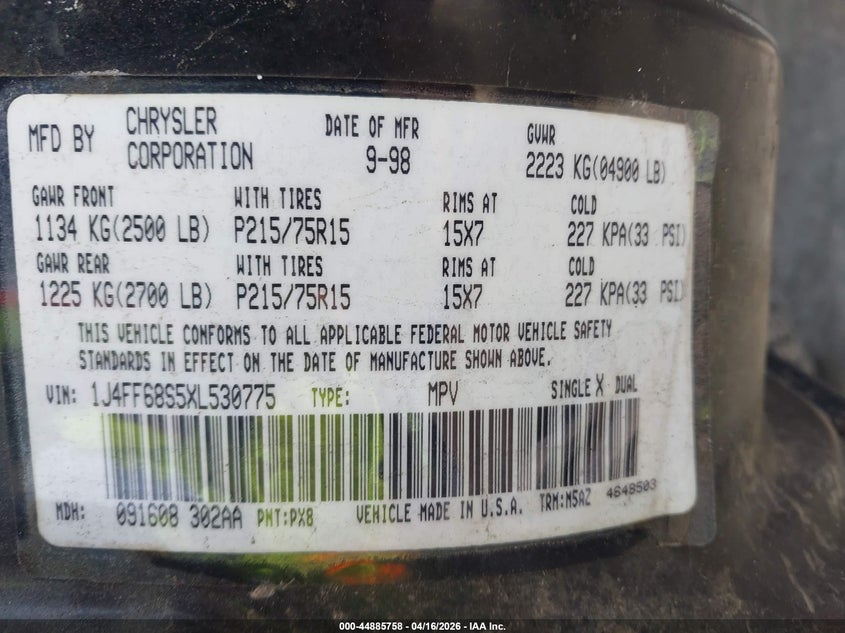 MFD BY CHRYSLER CORPORATION DATE OF MFR 9-98 GVWR 2223 KG(04900 LB)
GAWR FRONT WITH TIRES RIMS AT COLD
1134 KG(2500 LB) P215/75R15 15X7 227 KPA(33 PSI)
GAWR REAR WITH TIRES RIMS AT COLD
1225 KG(2700 LB) P215/75R15 15X7 227 KPA(33 PSI)
THIS VEHICLE CONFORMS TO ALL APPLICABLE FEDERAL MOTOR VEHICLE SAFETY
STANDARDS IN EFFECT ON THE DATE OF MANUFACTURE SHOWN ABOVE.
VIN: 1J4FF68S5XL530775 TYPE: MPV SINGLE X DUAL
MDH: 091608 302AA PNT:PX8 VEHICLE MADE IN U.S.A. TRM:M5AZ 4648503
000-44885758 - 04/16/2026 - IAA Inc.